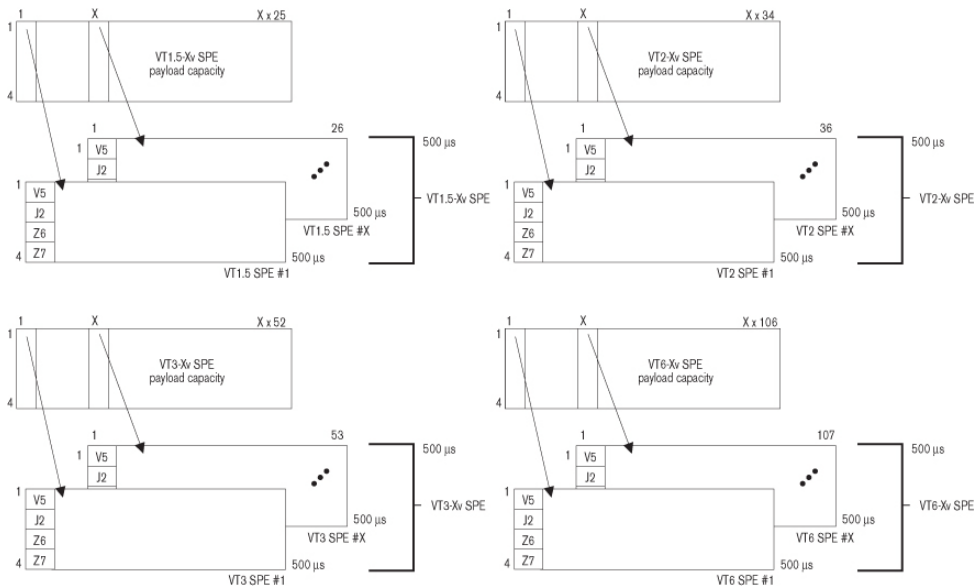 1 X X x 25
1
VT1.5-Xv SPE
payload capacity
4
1 26
1 V5
J2
500 μs
1
V5
J2
Z6
Z7
4
500 μs
VT1.5 SPE #X
500 μs
VT1.5 SPE #1
VT1.5-Xv SPE
1 X X x 34
1
VT2-Xv SPE
payload capacity
4
1 36
1 V5
J2
500 μs
1
V5
J2
Z6
Z7
4
500 μs
VT2 SPE #X
500 μs
VT2 SPE #1
VT2-Xv SPE
1 X X x 52
1
VT3-Xv SPE
payload capacity
4
1 53
1 V5
J2
500 μs
1
V5
J2
Z6
Z7
4
500 μs
VT3 SPE #X
500 μs
VT3 SPE #1
VT3-Xv SPE
1 X X x 106
1
VT6-Xv SPE
payload capacity
4
1 107
1 V5
J2
500 μs
1
V5
J2
Z6
Z7
4
500 μs
VT6 SPE #X
500 μs
VT6 SPE #1
VT6-Xv SPE